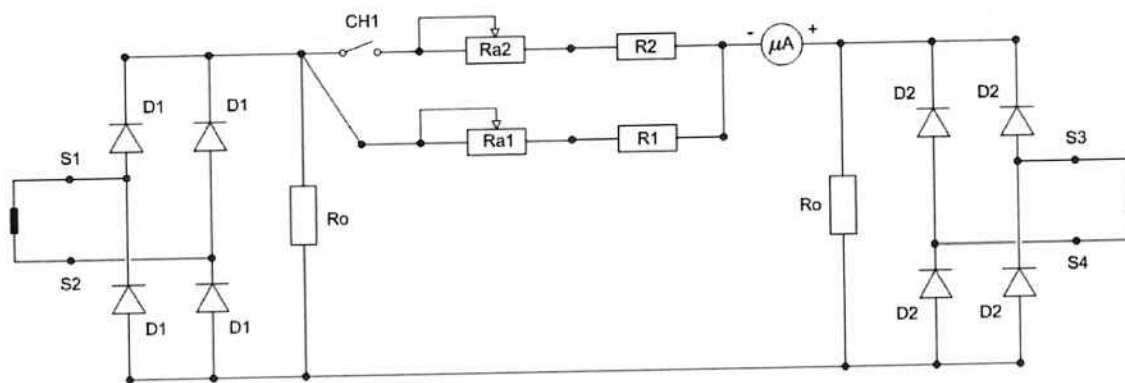 CH1
Ra2
R2
- μA +
D1
D1
D2
D2
Ra1
R1
S1
S3
Ro
Ro
S2
S4
D1
D1
D2
D2